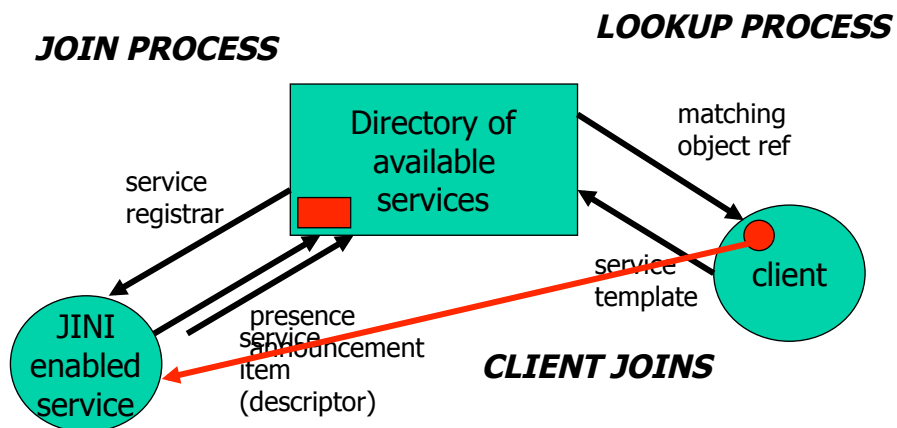 LOOKUP PROCESS
JOIN PROCESS
Directory of
available
services
matching
object ref
service
registrar
service
template
client
JINI
enabled
service
presence
announcement
service
item
(descriptor)
CLIENT JOINS